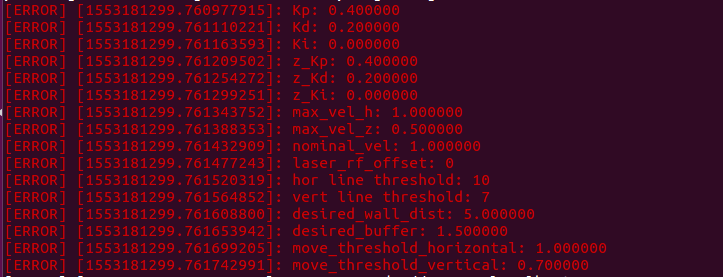 [ERROR] [1553181299.760977915]: Kp: 0.400000
[ERROR] [1553181299.761110221]: Kd: 0.200000
[ERROR] [1553181299.761163593]: Ki: 0.000000
[ERROR] [1553181299.761209502]: z_Kp: 0.400000
[ERROR] [1553181299.761254272]: z_Kd: 0.200000
[ERROR] [1553181299.761299251]: z_Ki: 0.000000
[ERROR] [1553181299.761343752]: max_vel_h: 1.000000
[ERROR] [1553181299.761388353]: max_vel_z: 0.500000
[ERROR] [1553181299.761432909]: nominal_vel: 1.000000
[ERROR] [1553181299.761477243]: laser_rf_offset: 0
[ERROR] [1553181299.761520319]: hor line threshold: 10
[ERROR] [1553181299.761564852]: vert line threshold: 7
[ERROR] [1553181299.761608800]: desired_wall_dist: 5.000000
[ERROR] [1553181299.761653942]: desired_buffer: 1.500000
[ERROR] [1553181299.761699205]: move_threshold_horizontal: 1.000000
[ERROR] [1553181299.761742991]: move_threshold_vertical: 0.700000